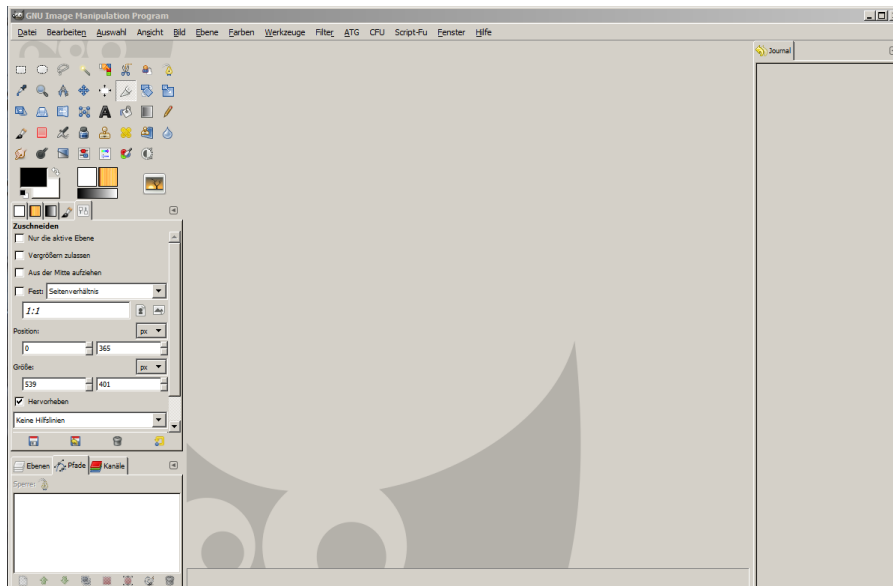 GNU Image Manipulation Program
Datei Bearbeiten Auswahl Ansicht Bild Ebene Farben Werkzeuge Filter ATG CFU Script-Fu Fenster Hilfe
Journal
Zuschneiden
Nur die aktive Ebene
Vergrößern zulassen
Aus der Mitte aufziehen
Fest: Seitenverhältnis
1:1
Position: px
0 365
Größe: px
539 401
Hervorheben
Keine Hilfslinien
Ebenen Pfade Kanäle
Sperre: